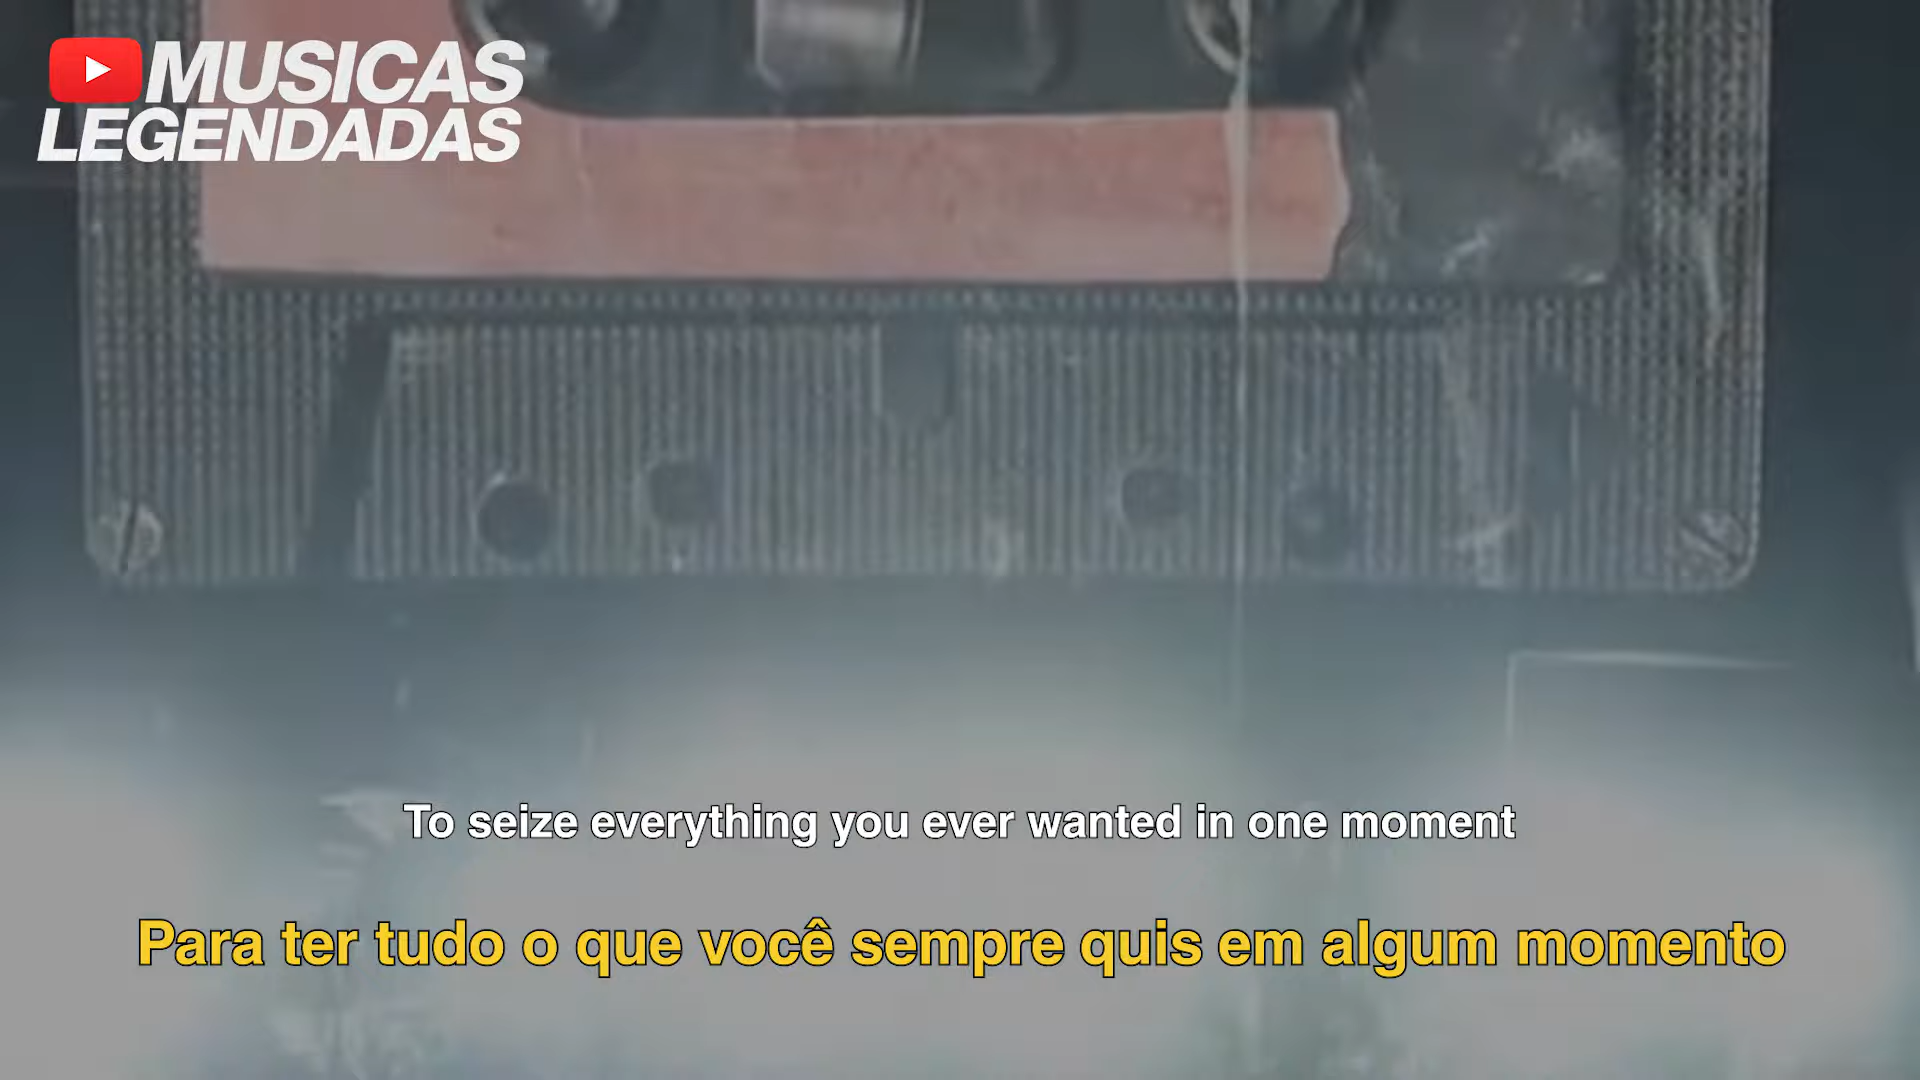 MUSICAS
LEGENDADAS
To seize everything you ever wanted in one moment
Para ter tudo o que você sempre quis em algum momento